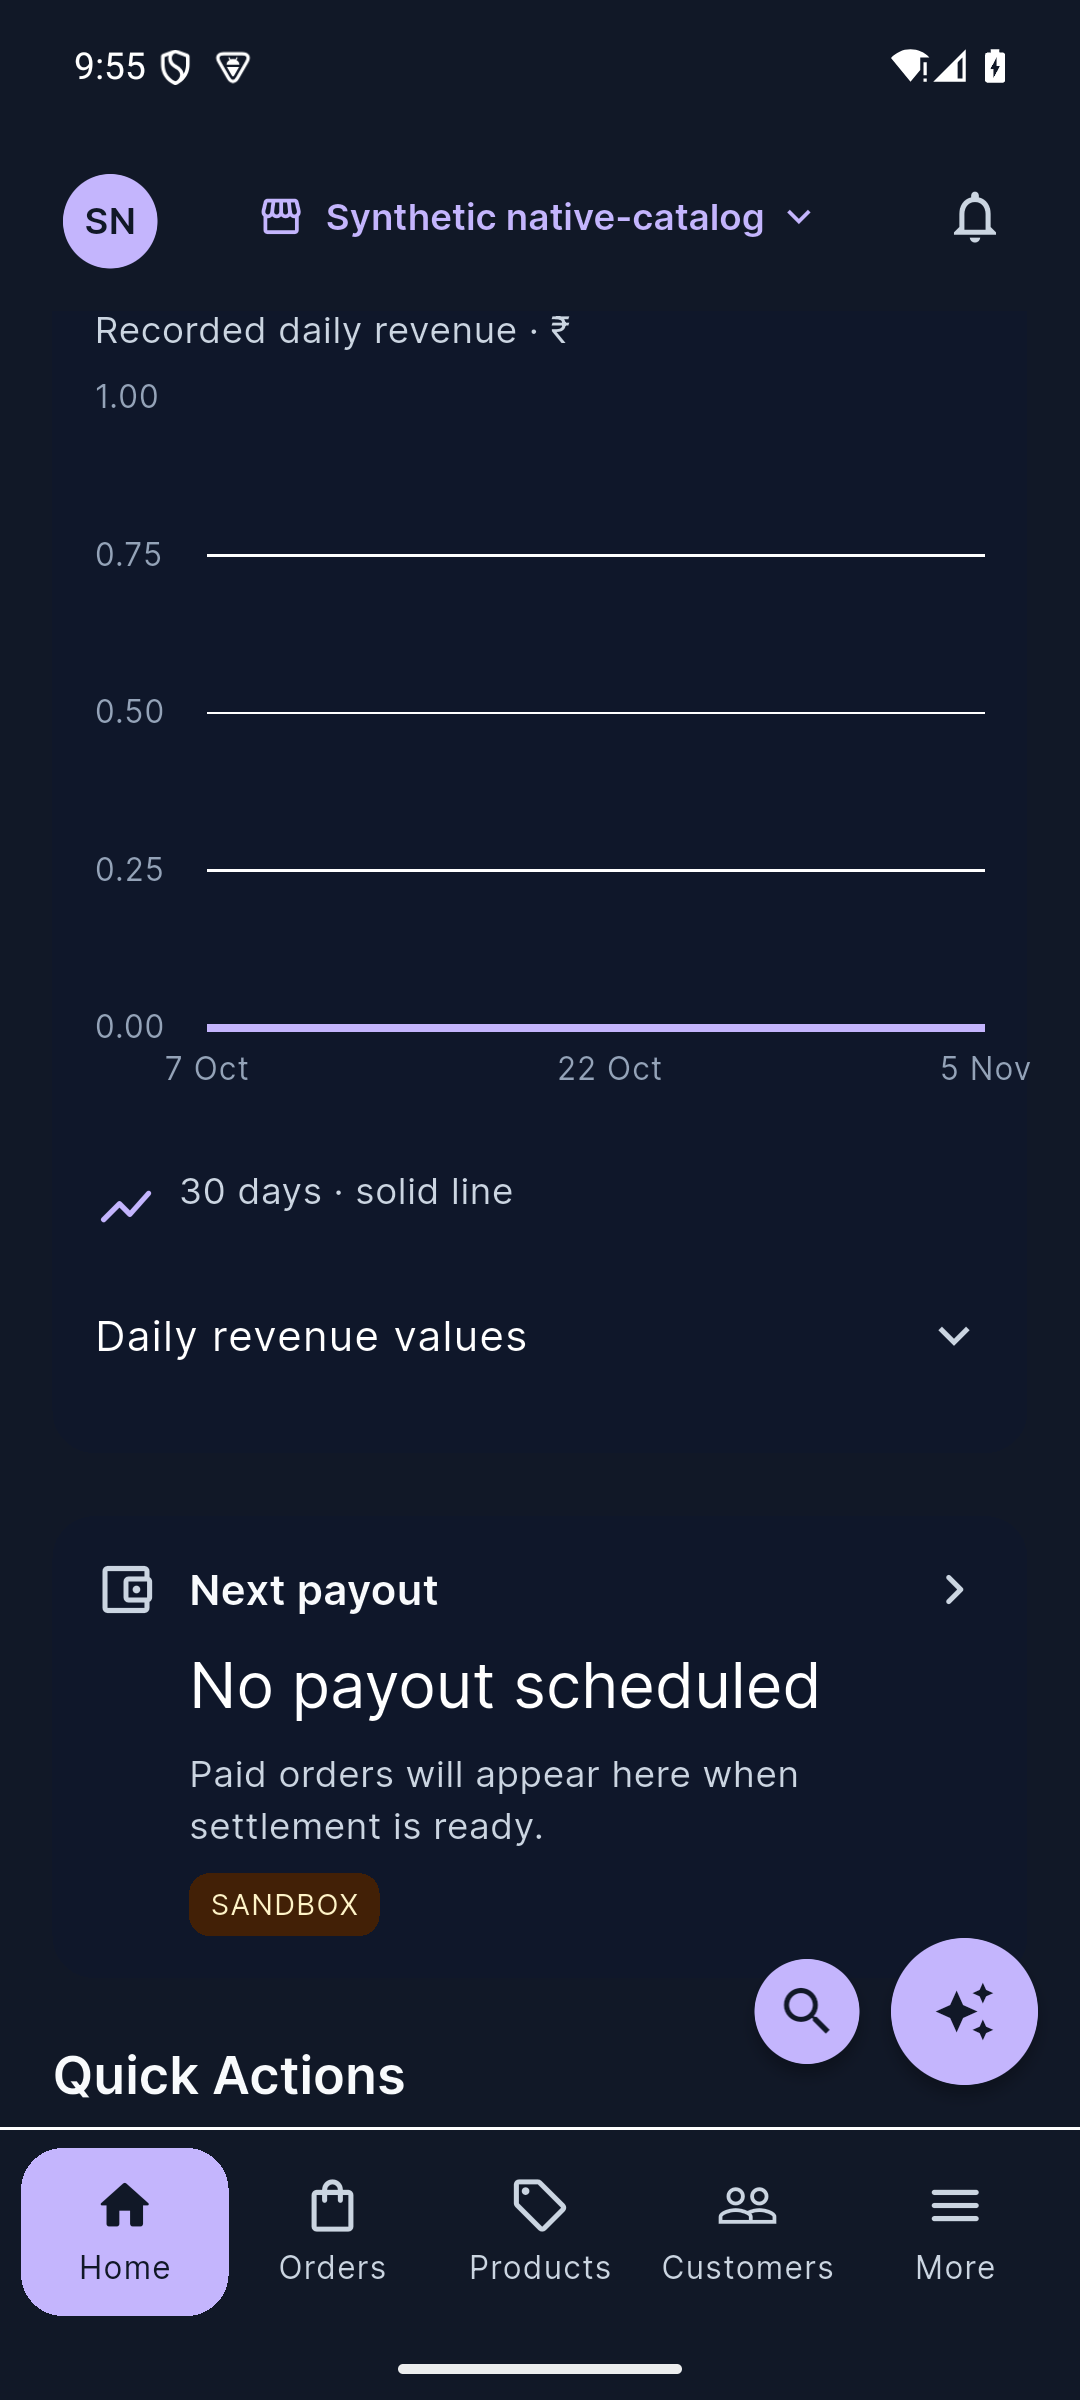 9:55
SN
Synthetic native-catalog
Recorded daily revenue · ₹
1.00
0.75
0.50
0.25
0.00
7 Oct 22 Oct 5 Nov
30 days · solid line
Daily revenue values
Next payout
No payout scheduled
Paid orders will appear here when
settlement is ready.
SANDBOX
Quick Actions
Home Orders Products Customers More